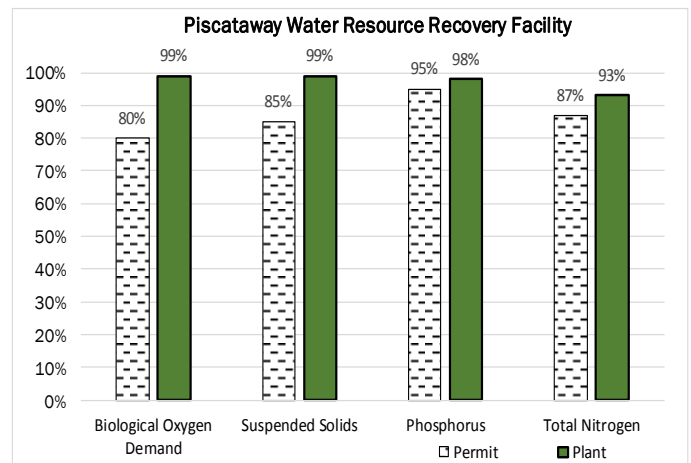 Piscataway Water Resource Recovery Facility
99%
99%
98%
95%
93%
87%
85%
80%
100%
90%
80%
70%
60%
50%
40%
30%
20%
10%
0%
Biological Oxygen
Demand
Suspended Solids
Phosphorus
Total Nitrogen
Permit
Plant